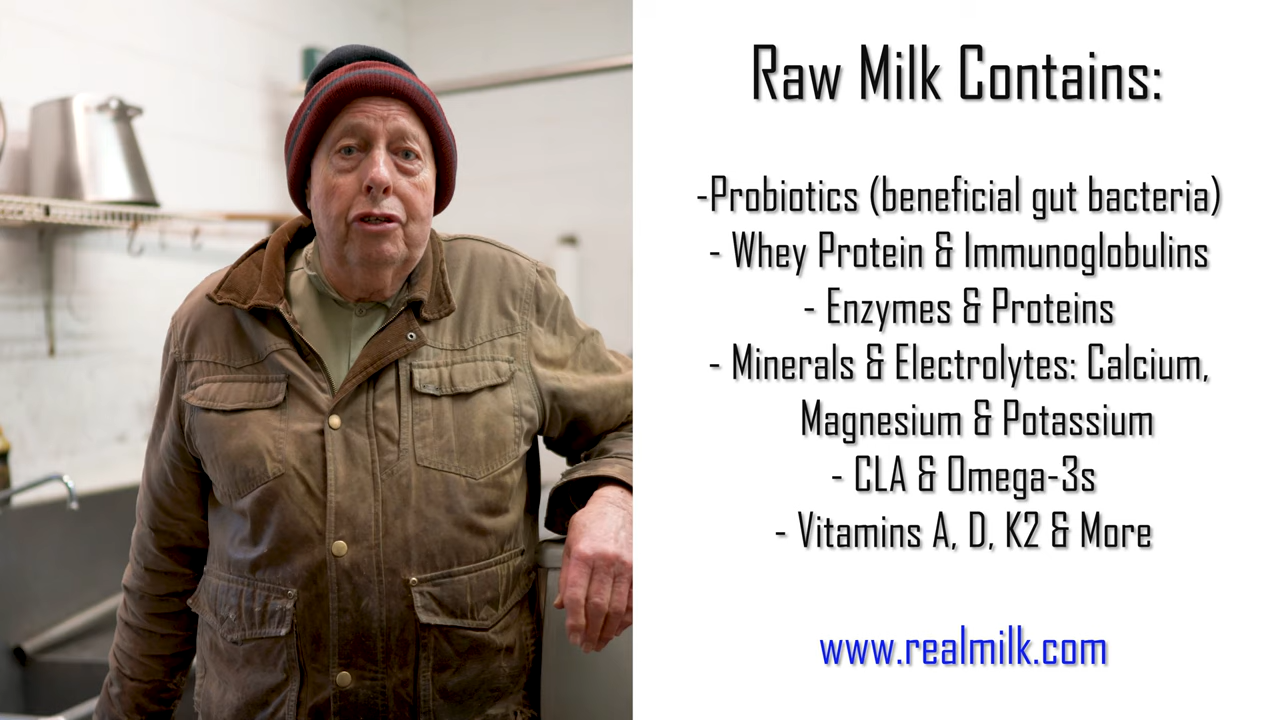 Raw Milk Contains:
-Probiotics (beneficial gut bacteria)
- Whey Protein & Immunoglobulins
- Enzymes & Proteins
- Minerals & Electrolytes: Calcium,
Magnesium & Potassium
- CLA & Omega-3s
- Vitamins A, D, K2 & More
www.realmilk.com